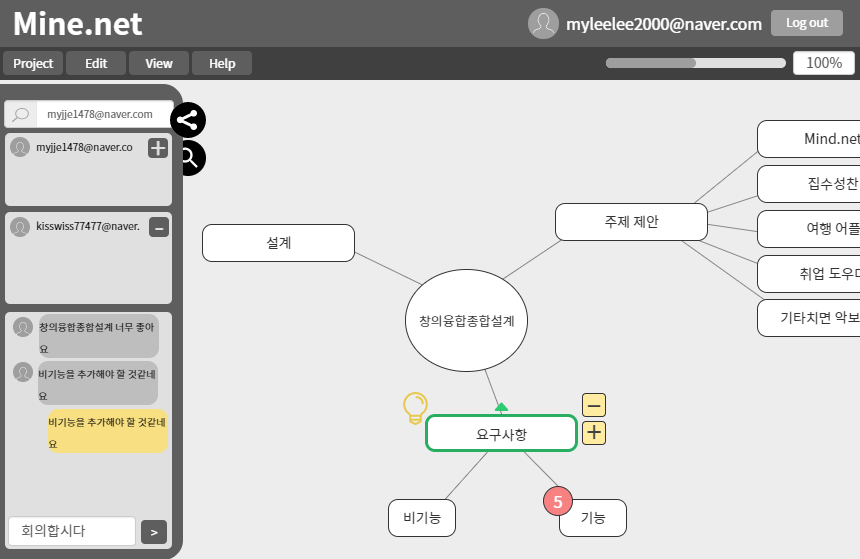 Mine.net
myleelee2000@naver.com
Log out
Project
Edit
View
Help
100%
myjje1478@naver.com
myjje1478@naver.co
kisswiss77477@naver.
창의융합종합설계 너무 좋아
요
비기능을 추가해야 할 것같네
요
비기능을 추가해야 할 것같네
요
회의합시다
>
설계
창의융합종합설계
주제 제안
Mind.net
집수성찬
여행 어플
취업 도우미
기타치면 악보
요구사항
비기능
5
기능